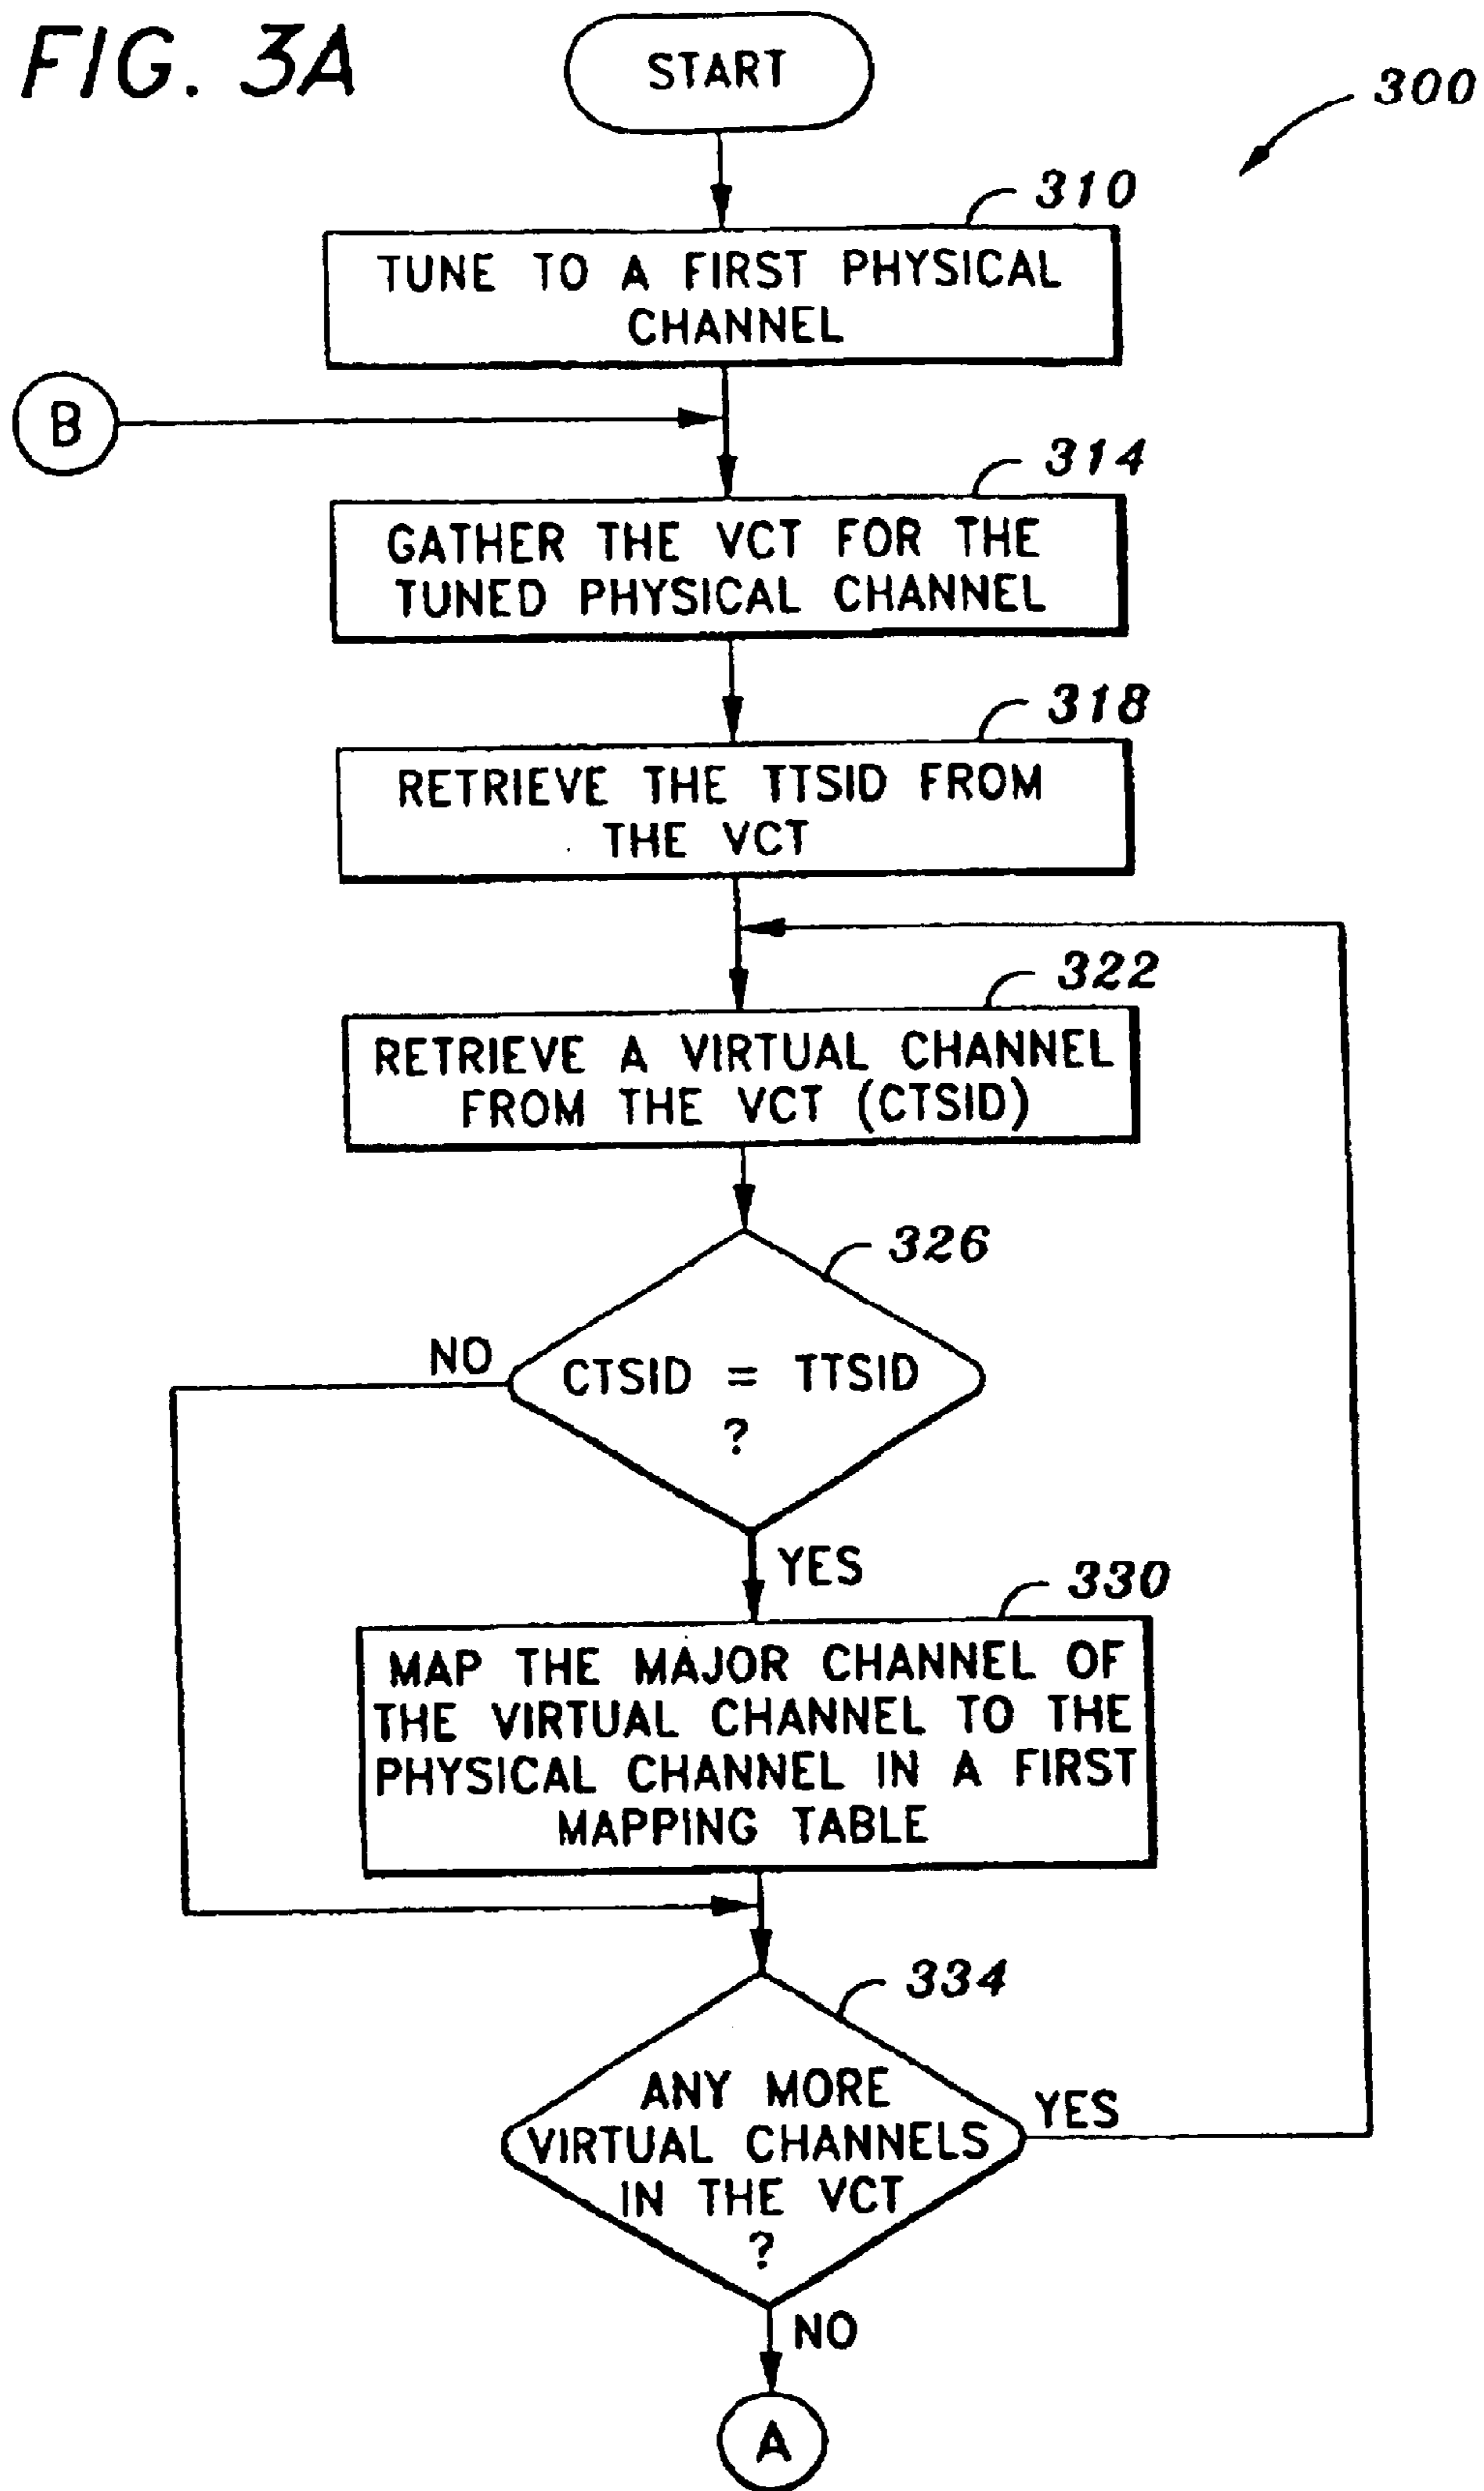 FIG. 3A
START
300
310
TUNE TO A FIRST PHYSICAL
CHANNEL
B
314
GATHER THE VCT FOR THE
TUNED PHYSICAL CHANNEL
318
RETRIEVE THE TTSID FROM
THE VCT
322
RETRIEVE A VIRTUAL CHANNEL
FROM THE VCT (CTSID)
326
NO
CTSID = TTSID
?
YES
330
MAP THE MAJOR CHANNEL OF
THE VIRTUAL CHANNEL TO THE
PHYSICAL CHANNEL IN A FIRST
MAPPING TABLE
334
ANY MORE
VIRTUAL CHANNELS
IN THE VCT
?
YES
NO
A